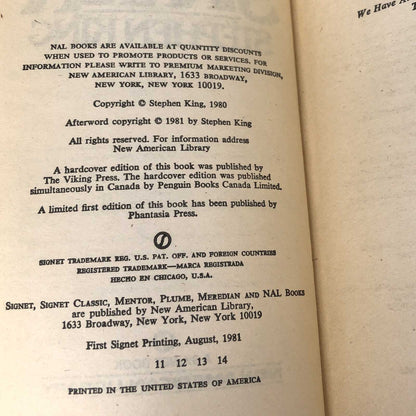 NAL BOOKS ARE AVAILABLE AT QUANTITY DISCOUNTS
WHEN USED TO PROMOTE PRODUCTS OR SERVICES. FOR
INFORMATION PLEASE WRITE TO PREMIUM MARKETING DIVISION,
NEW AMERICAN LIBRARY, 1633 BROADWAY,
NEW YORK, NEW YORK 10019.
Copyright © Stephen King, 1980
Afterword copyright © 1981 by Stephen King
All rights reserved. For information address
New American Library
A hardcover edition of this book was published by
The Viking Press. The hardcover edition was published
simultaneously in Canada by Penguin Books Canada Limited.
A limited first edition of this book has been published by
Phantasia Press.
SIGNET TRADEMARK REG. U.S. PAT. OFF. AND FOREIGN COUNTRIES
REGISTERED TRADEMARK—MARCA REGISTRADA
HECHO EN CHICAGO, U.S.A.
SIGNET, SIGNET CLASSIC, MENTOR, PLUME, MEREDIAN AND NAL BOOKS
are published by New American Library,
1633 Broadway, New York, New York 10019
First Signet Printing, August, 1981
11 12 13 14
PRINTED IN THE UNITED STATES OF AMERICA
We Have A